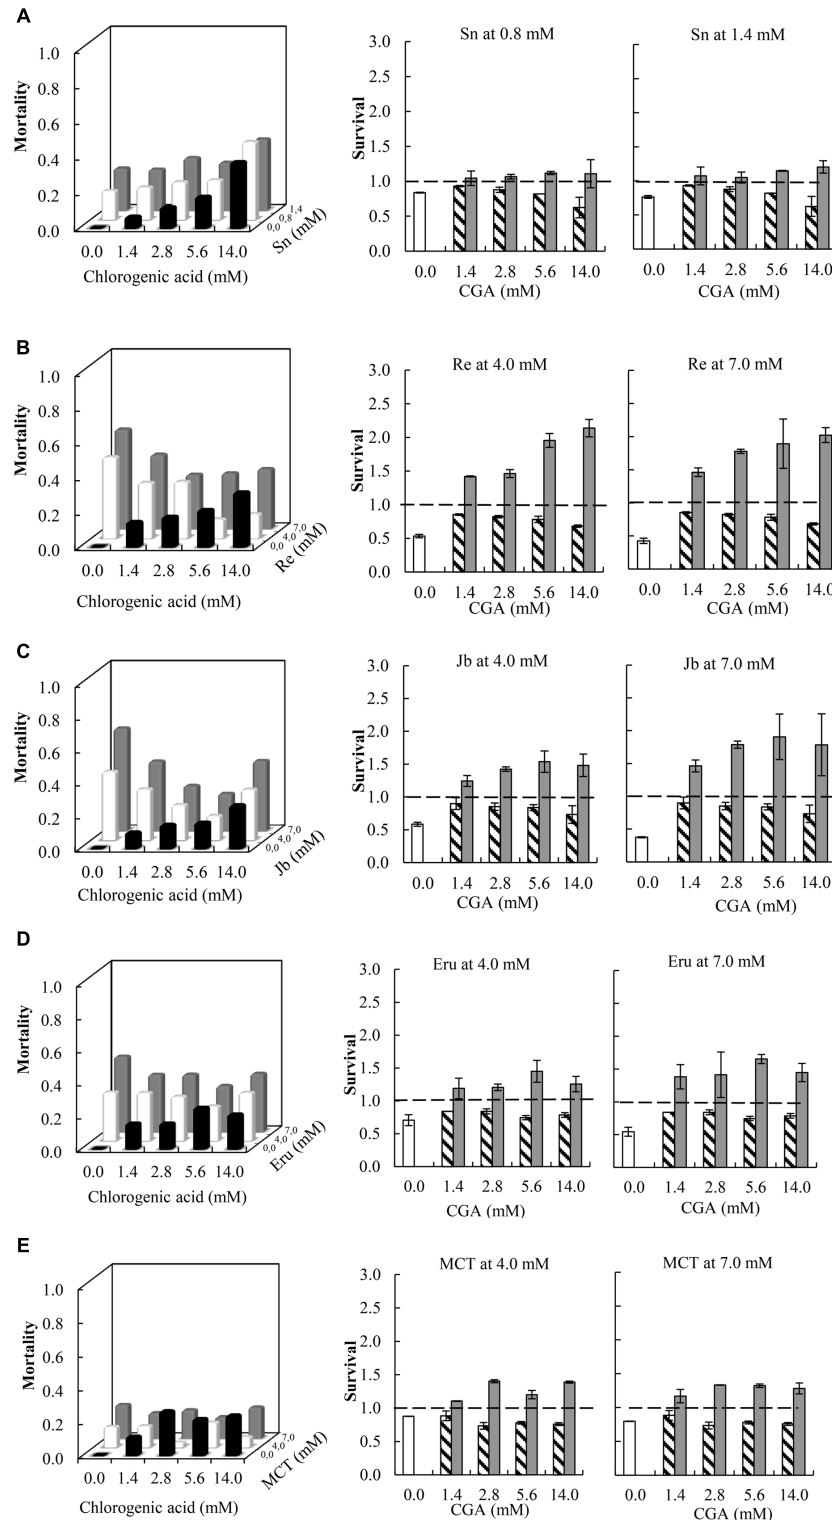 A
Mortality
1.0
0.8
0.6
0.4
0.2
0.0
0.0 1.4 2.8 5.6 14.0
Chlorogenic acid (mM)
0,0 0,8 1.4
Sn (mM)
Sn at 0.8 mM
Survival
3.0
2.5
2.0
1.5
1.0
0.5
0.0
0.0 1.4 2.8 5.6 14.0
CGA (mM)
Sn at 1.4 mM
0.0 1.4 2.8 5.6 14.0
CGA (mM)
B
Mortality
1.0
0.8
0.6
0.4
0.2
0.0
0.0 1.4 2.8 5.6 14.0
Chlorogenic acid (mM)
0,0 4,0 7,0
Re (mM)
Re at 4.0 mM
Survival
3.0
2.5
2.0
1.5
1.0
0.5
0.0
0.0 1.4 2.8 5.6 14.0
CGA (mM)
Re at 7.0 mM
0.0 1.4 2.8 5.6 14.0
CGA (mM)
C
Mortality
1.0
0.8
0.6
0.4
0.2
0.0
0.0 1.4 2.8 5.6 14.0
Chlorogenic acid (mM)
0,0 4,0 7,0
Jb (mM)
Jb at 4.0 mM
Survival
3.0
2.5
2.0
1.5
1.0
0.5
0.0
0.0 1.4 2.8 5.6 14.0
CGA (mM)
Jb at 7.0 mM
0.0 1.4 2.8 5.6 14.0
CGA (mM)
D
Mortality
1.0
0.8
0.6
0.4
0.2
0.0
0.0 1.4 2.8 5.6 14.0
Chlorogenic acid (mM)
0,0 4,0 7,0
Eru (mM)
Eru at 4.0 mM
Survival
3.0
2.5
2.0
1.5
1.0
0.5
0.0
0.0 1.4 2.8 5.6 14.0
CGA (mM)
Eru at 7.0 mM
0.0 1.4 2.8 5.6 14.0
CGA (mM)
E
Mortality
1.0
0.8
0.6
0.4
0.2
0.0
0.0 1.4 2.8 5.6 14.0
Chlorogenic acid (mM)
0,0 4,0 7,0
MCT (mM)
MCT at 4.0 mM
Survival
3.0
2.5
2.0
1.5
1.0
0.5
0.0
0.0 1.4 2.8 5.6 14.0
CGA (mM)
MCT at 7.0 mM
0.0 1.4 2.8 5.6 14.0
CGA (mM)